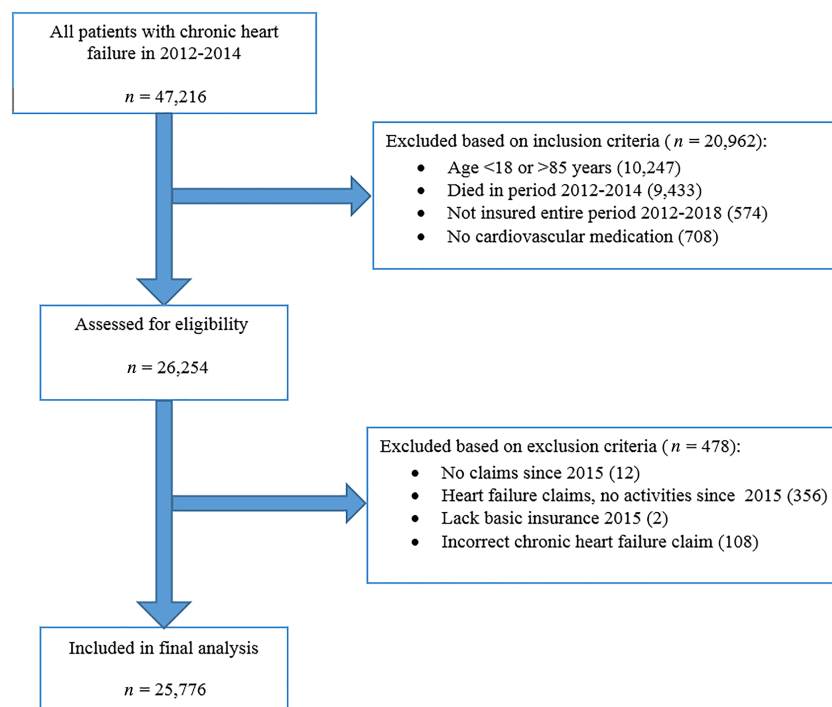 All patients with chronic heart
failure in 2012-2014
n = 47,216
Excluded based on inclusion criteria ( n = 20,962):
• Age <18 or >85 years (10,247)
• Died in period 2012-2014 (9,433)
• Not insured entire period 2012-2018 (574)
• No cardiovascular medication (708)
Assessed for eligibility
n = 26,254
Excluded based on exclusion criteria ( n = 478):
• No claims since 2015 (12)
• Heart failure claims, no activities since 2015 (356)
• Lack basic insurance 2015 (2)
• Incorrect chronic heart failure claim (108)
Included in final analysis
n = 25,776